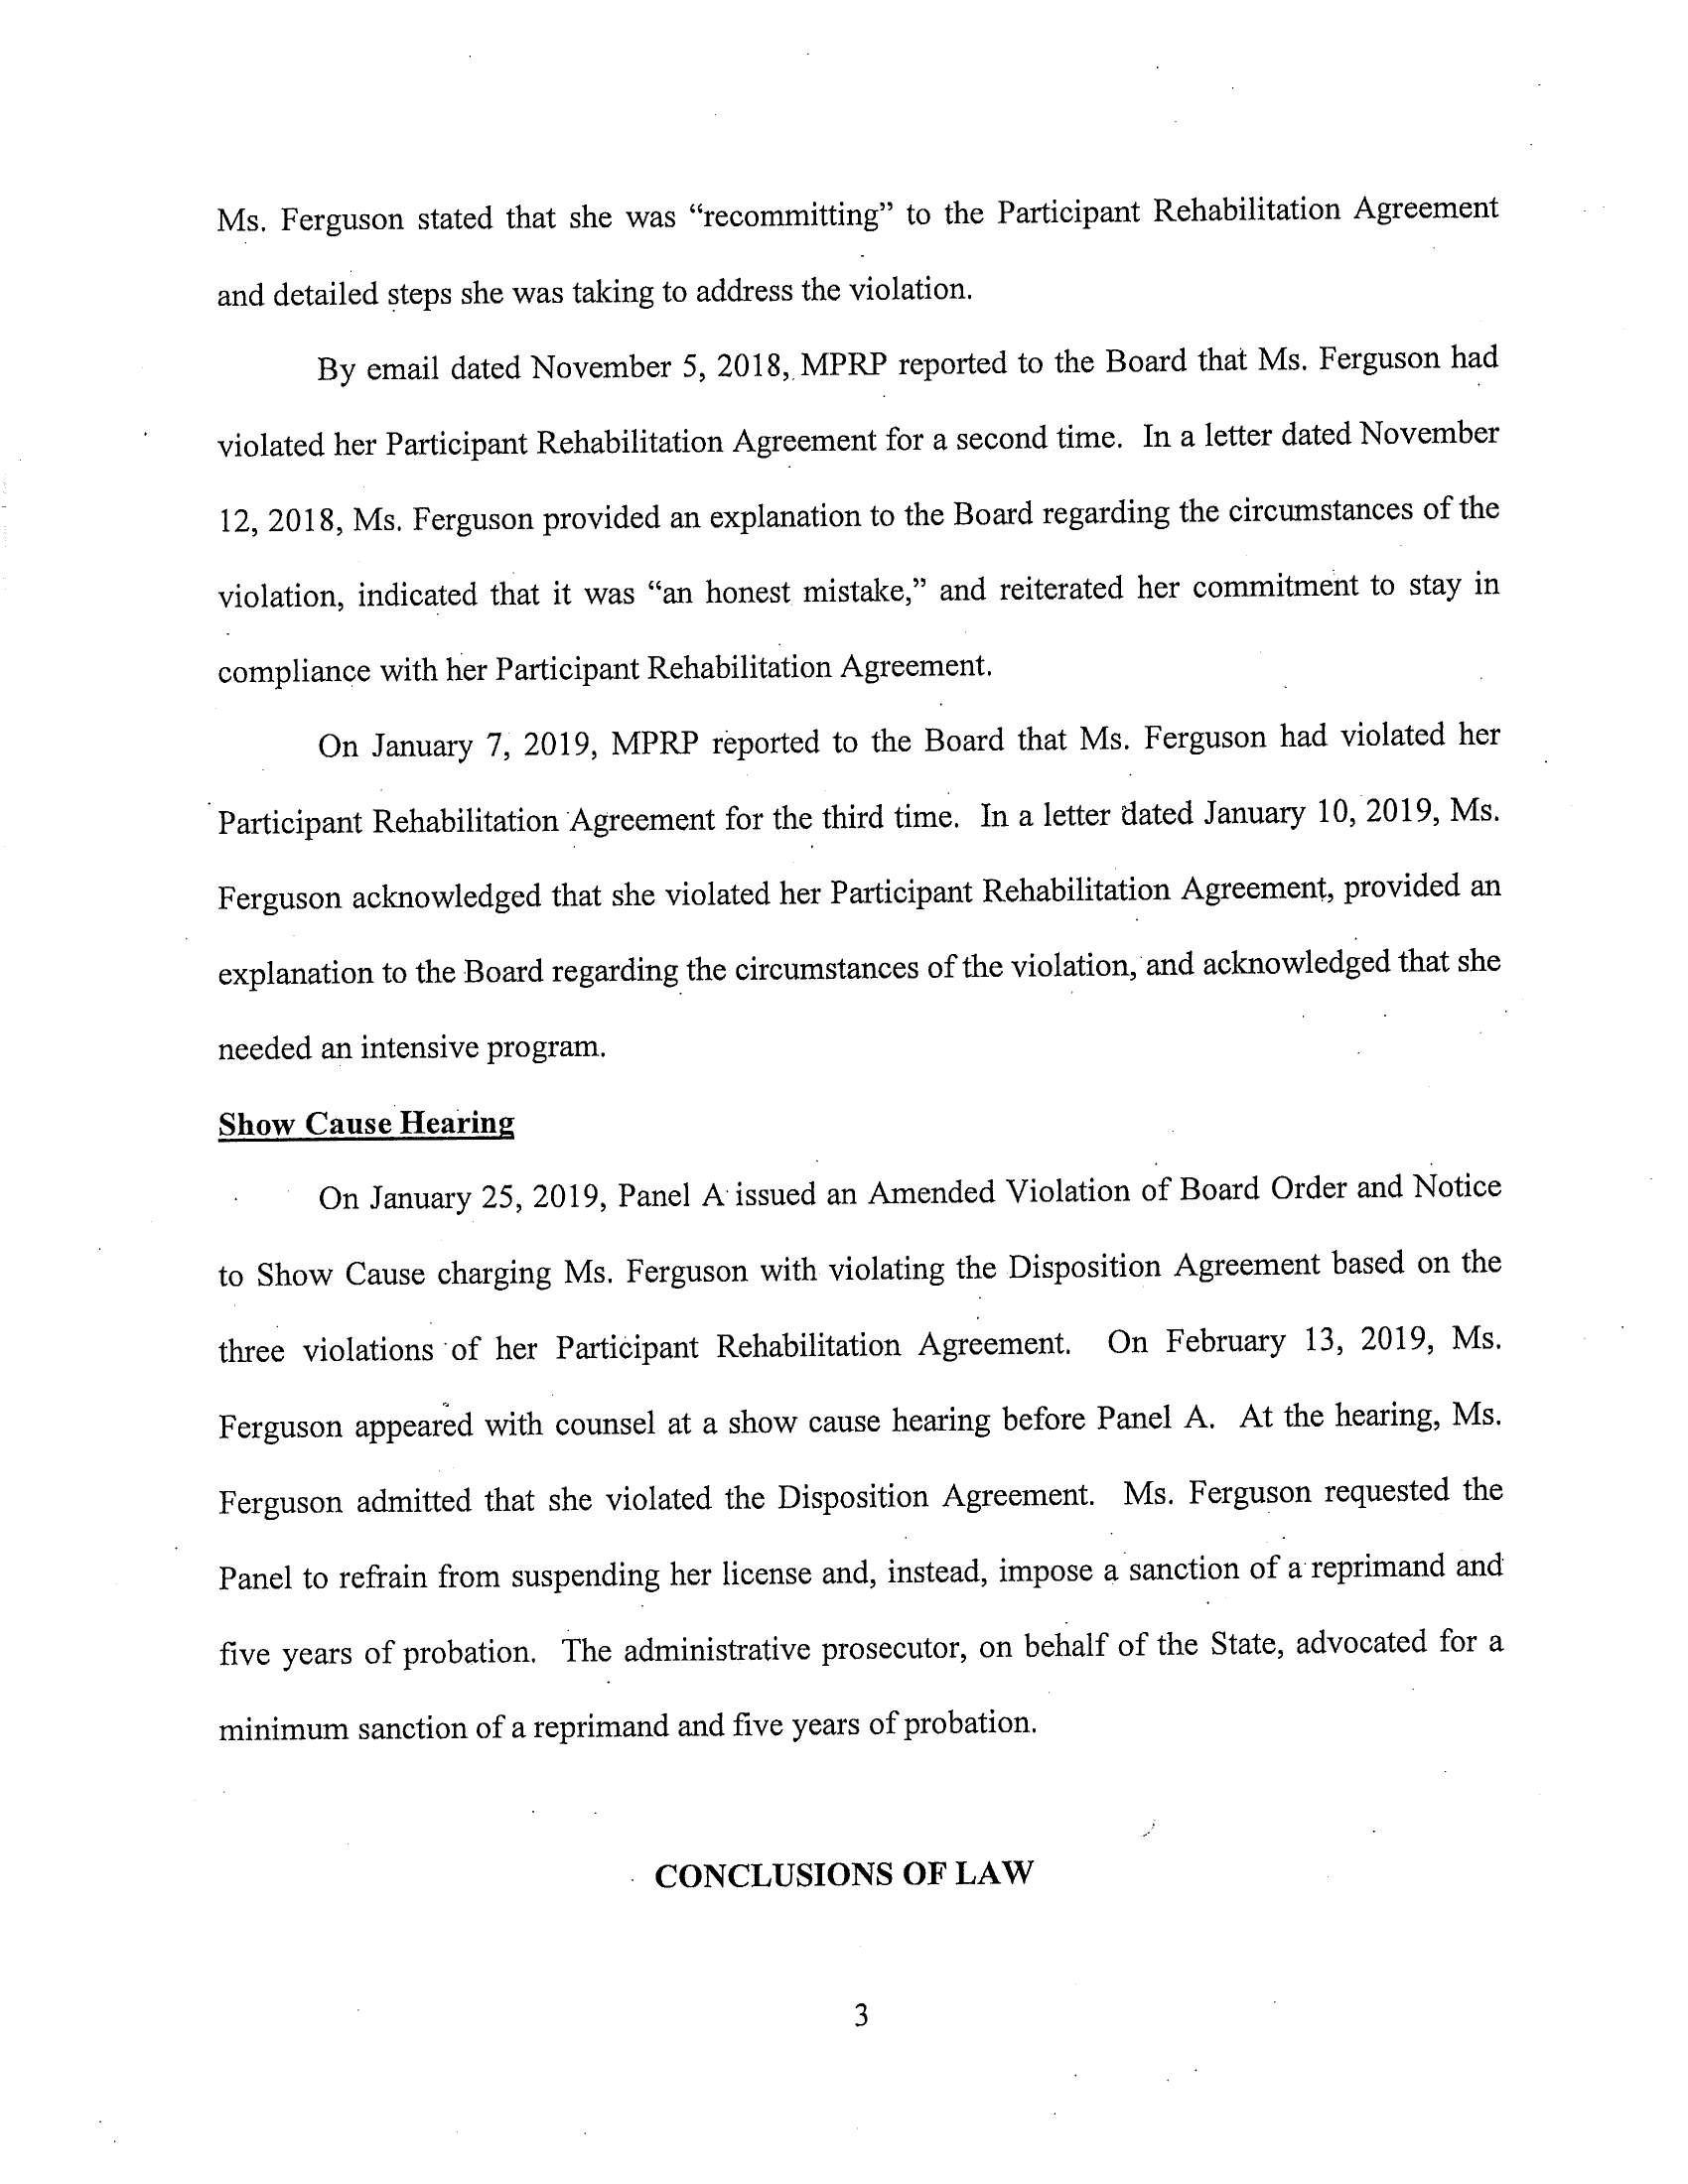 Ms. Ferguson stated that she was “recommitting” to the Participant Rehabilitation Agreement
and detailed steps she was taking to address the violation.
By email dated November 5, 2018, MPRP reported to the Board that Ms. Ferguson had
violated her Participant Rehabilitation Agreement for a second time. In a letter dated November
12, 2018, Ms. Ferguson provided an explanation to the Board regarding the circumstances of the
violation, indicated that it was “an honest mistake,” and reiterated her commitment to stay in
compliance with her Participant Rehabilitation Agreement.
On January 7, 2019, MPRP reported to the Board that Ms. Ferguson had violated her
Participant Rehabilitation Agreement for the third time. In a letter dated January 10, 2019, Ms.
Ferguson acknowledged that she violated her Participant Rehabilitation Agreement, provided an
explanation to the Board regarding the circumstances of the violation, and acknowledged that she
needed an intensive program.
Show Cause Hearing
On January 25, 2019, Panel A issued an Amended Violation of Board Order and Notice
to Show Cause charging Ms. Ferguson with violating the Disposition Agreement based on the
three violations of her Participant Rehabilitation Agreement. On February 13, 2019, Ms.
Ferguson appeared with counsel at a show cause hearing before Panel A. At the hearing, Ms.
Ferguson admitted that she violated the Disposition Agreement. Ms. Ferguson requested the
Panel to refrain from suspending her license and, instead, impose a sanction of a reprimand and
five years of probation. The administrative prosecutor, on behalf of the State, advocated for a
minimum sanction of a reprimand and five years of probation.
CONCLUSIONS OF LAW
3